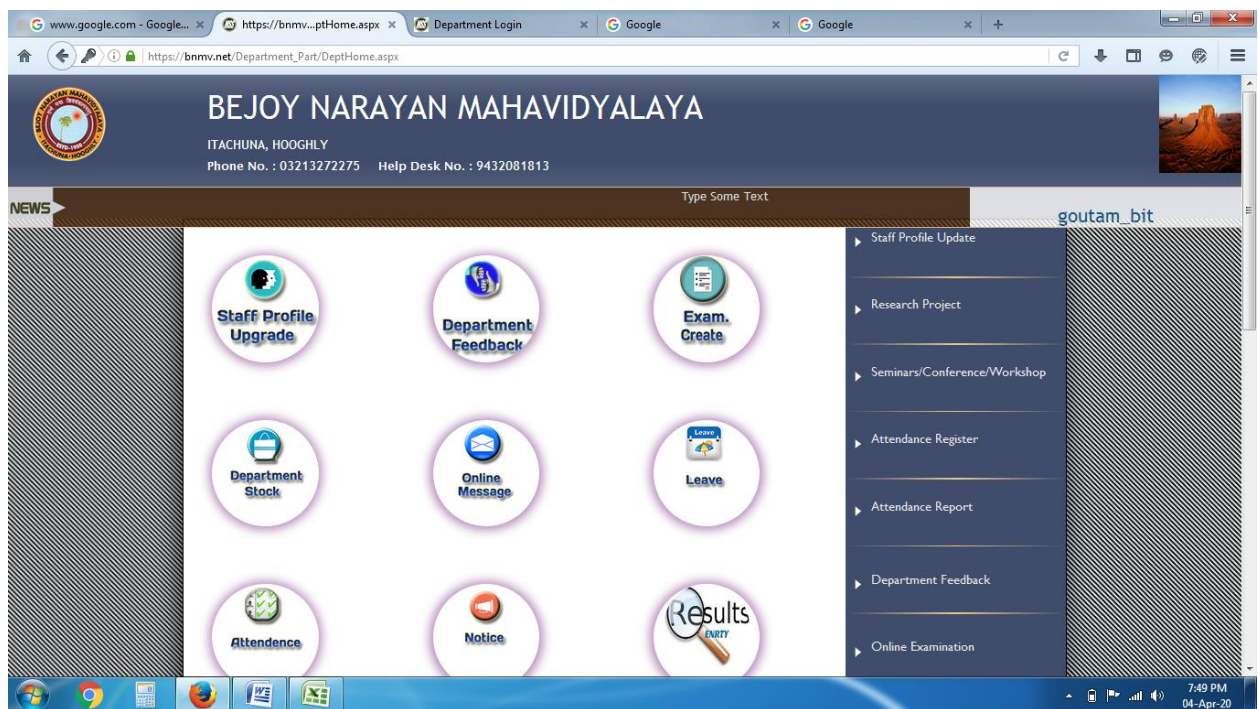 www.google.com - Google...
https://bnmv...ptHome.aspx
Department Login
Google
Google
https://bnmv.net/Department_Part/DeptHome.aspx
BEJOY NARAYAN MAHAVIDYALAYA
ITACHUNA, HOOGHLY
Phone No. : 03213272275 Help Desk No. : 9432081813
NEWS
Type Some Text
goutam_bit
Staff Profile
Upgrade
Department
Feedback
Exam.
Create
Department
Stock
Online
Message
Leave
Leave
Attendence
Notice
Results
ENRTY
Staff Profile Update
Research Project
Seminars/Conference/Workshop
Attendance Register
Attendance Report
Department Feedback
Online Examination
7:49 PM
04-Apr-20